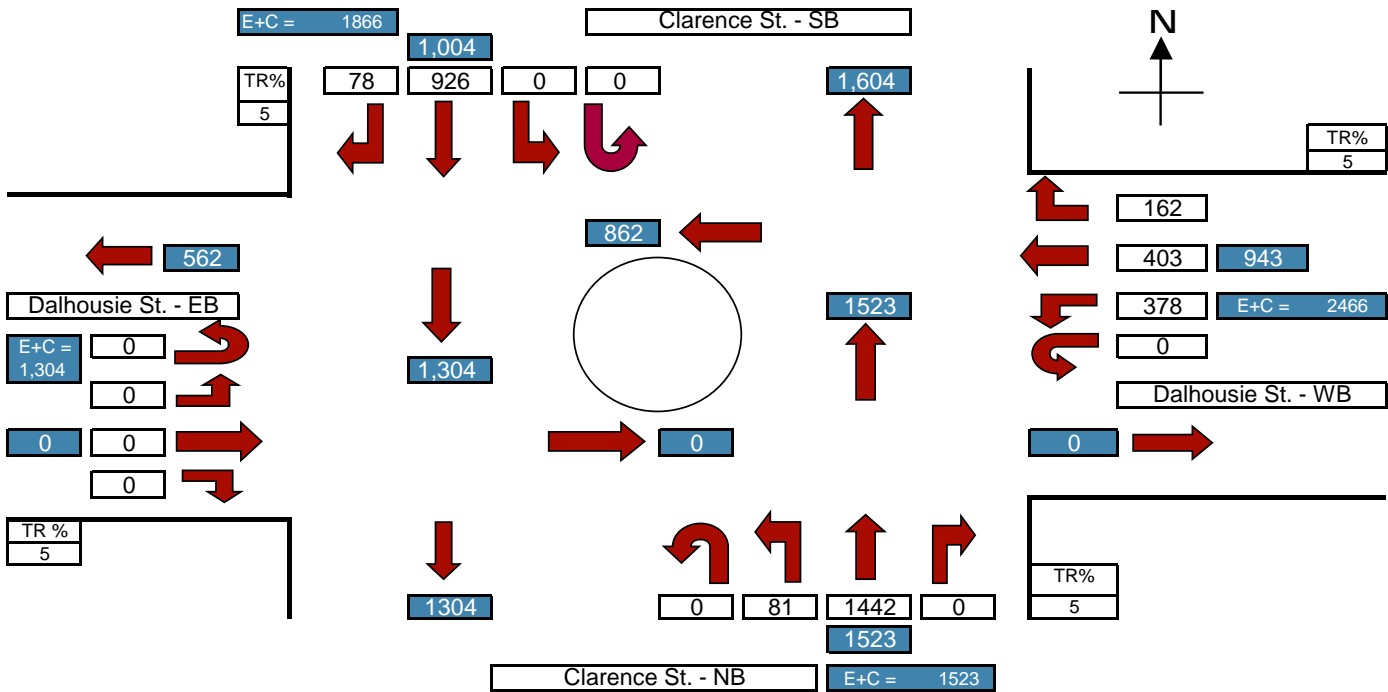 E+C = 1866
Clarence St. - SB
N
1,004
TR%
78 926 0 0
1,604
5
TR%
5
162
862
562
403 943
Dalhousie St. - EB
1523
378 E+C = 2466
E+C =
1,304
0
0
1,304
0
Dalhousie St. - WB
0 0
0
0
0
TR %
5
TR%
5
1304
0 81 1442 0
1523
Clarence St. - NB
E+C = 1523